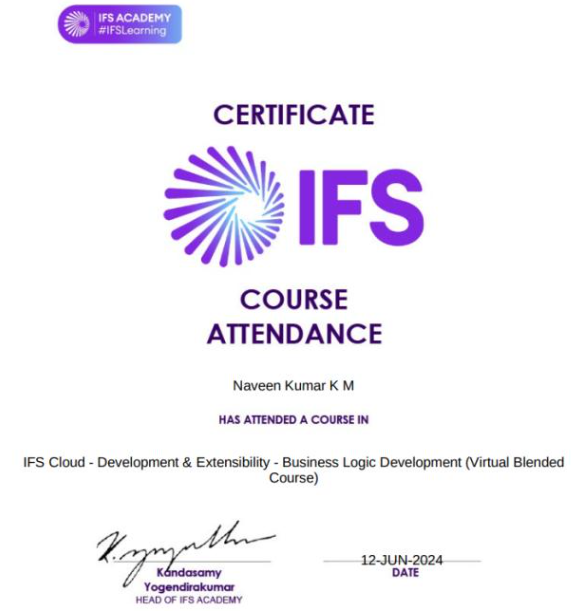 IFS ACADEMY
#IFSLearning
CERTIFICATE
IFS
COURSE
ATTENDANCE
Naveen Kumar K M
HAS ATTENDED A COURSE IN
IFS Cloud - Development & Extensibility - Business Logic Development (Virtual Blended
Course)
12-JUN-2024
Kandasamy
Yogendirakumar
HEAD OF IFS ACADEMY
DATE